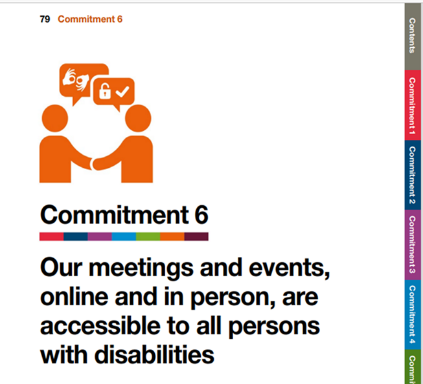 79 Commitment 6
Commitment 6
Our meetings and events,
online and in person, are
accessible to all persons
with disabilities
Contents
Commitment 1
Commitment 2
Commitment 3
Commitment 4